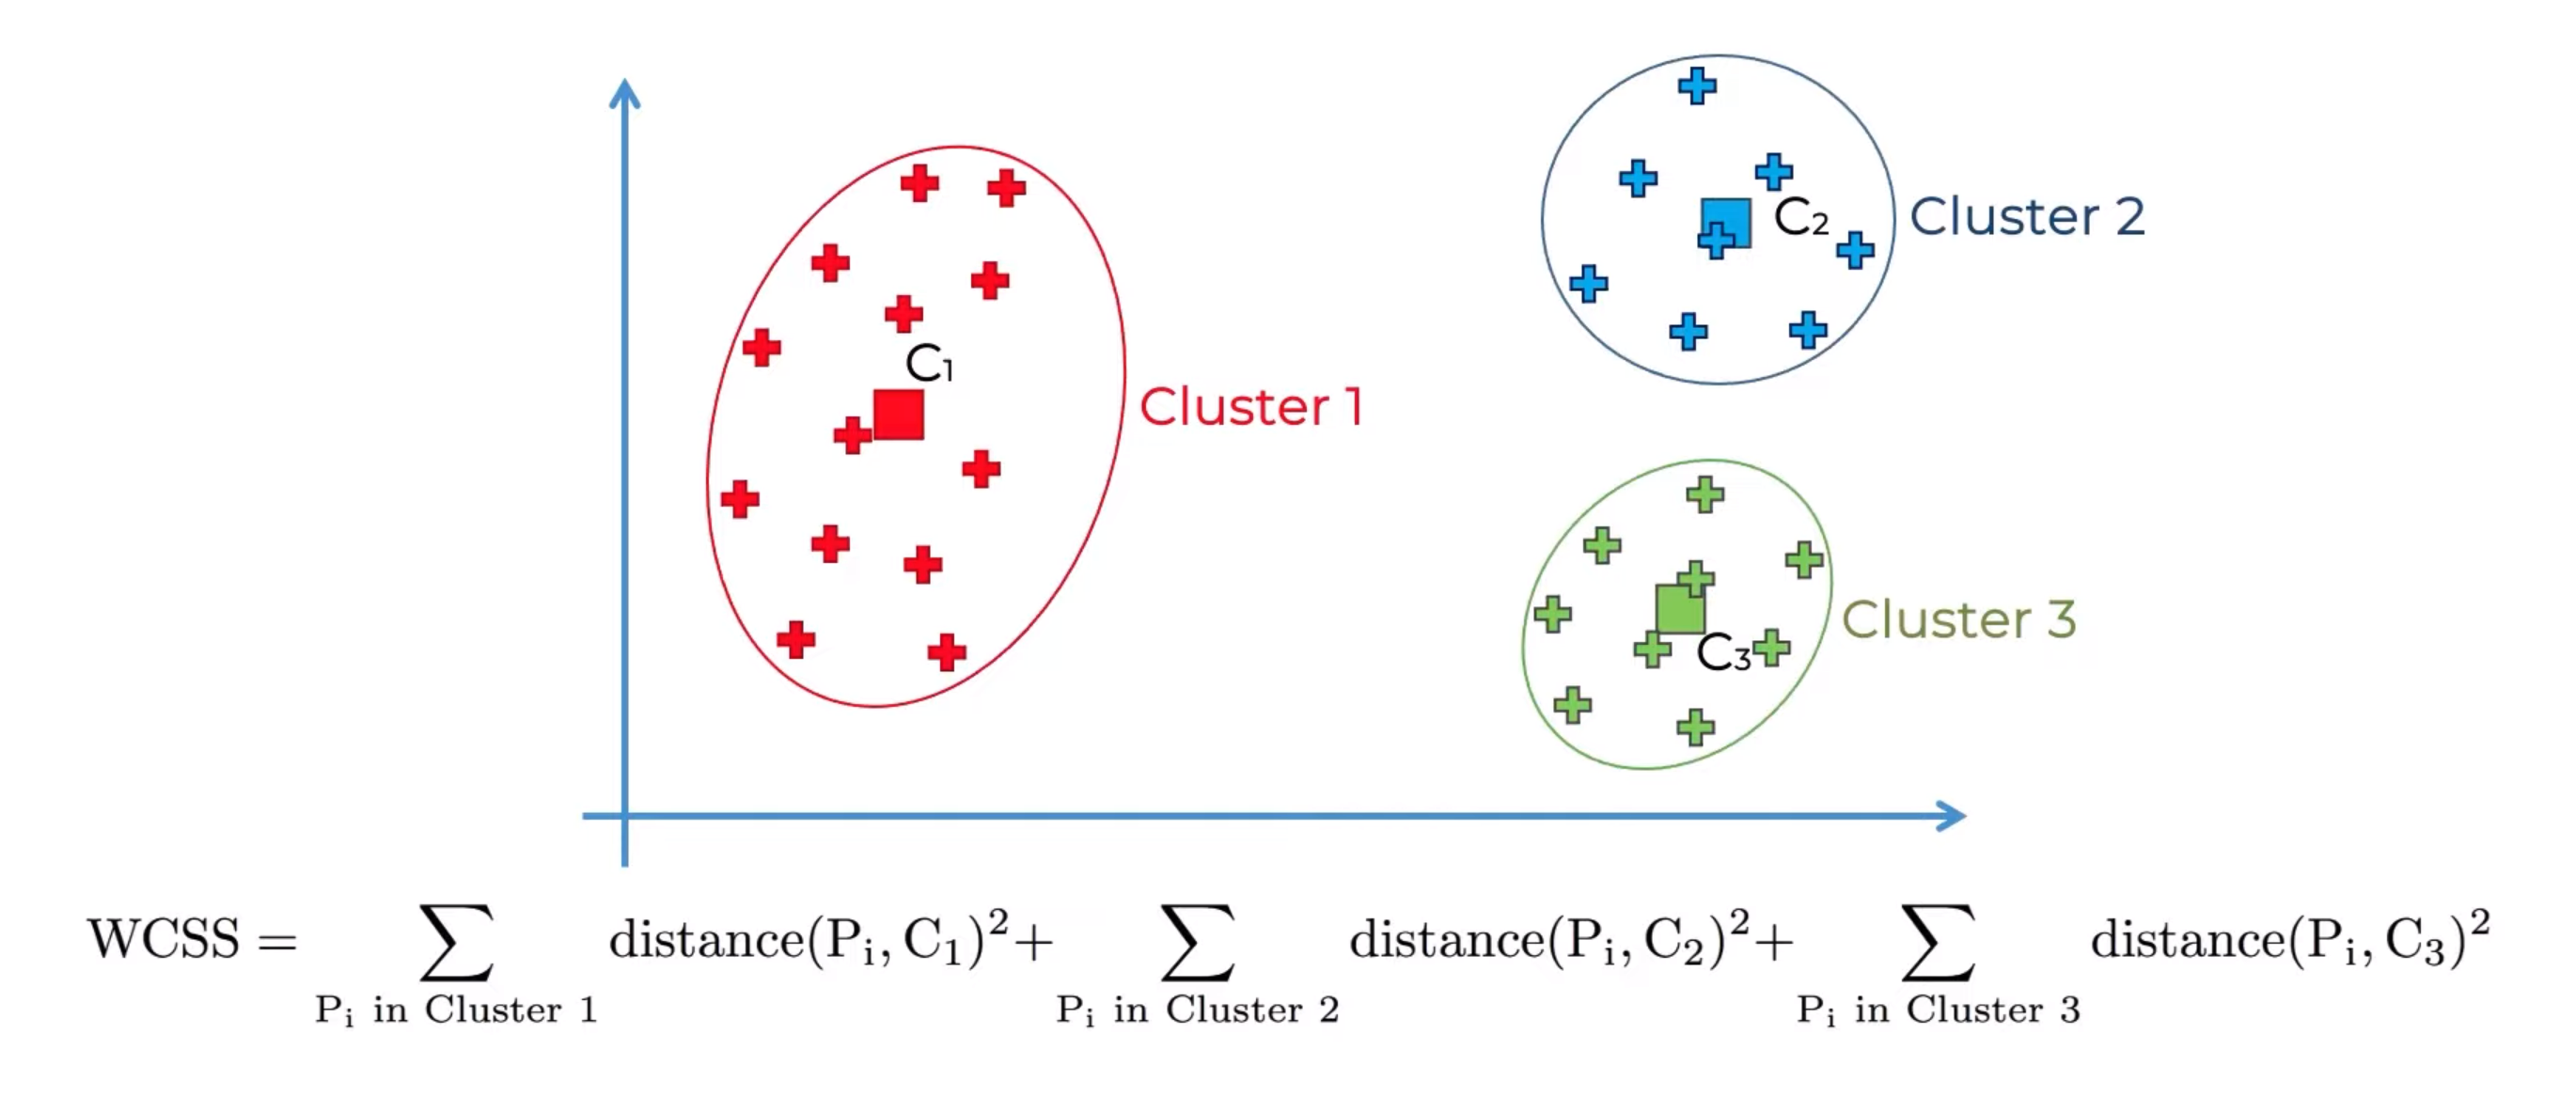 C₂ Cluster 2
C₁
Cluster 1
Cluster 3
C₃
WCSS = ∑ distance(Pᵢ, C₁)² + ∑ distance(Pᵢ, C₂)² + ∑ distance(Pᵢ, C₃)²
Pᵢ in Cluster 1 Pᵢ in Cluster 2 Pᵢ in Cluster 3